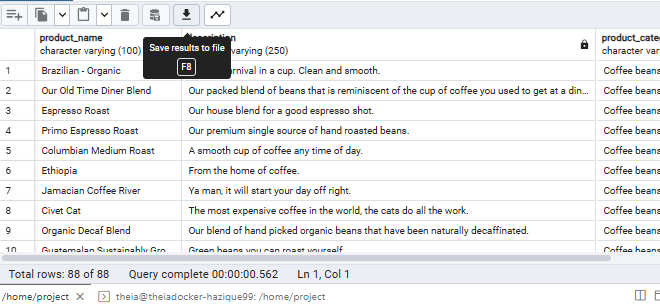 product_name
character varying (100)
varying (250)
product_categ
character var
Save results to file
F8
1 Brazilian - Organic in a cup. Clean and smooth. Coffee beans
2 Our Old Time Diner Blend Our packed blend of beans that is reminiscent of the cup of coffee you used to get at a din... Coffee beans
3 Espresso Roast Our house blend for a good espresso shot. Coffee beans
4 Primo Espresso Roast Our premium single source of hand roasted beans. Coffee beans
5 Columbian Medium Roast A smooth cup of coffee any time of day. Coffee beans
6 Ethiopia From the home of coffee. Coffee beans
7 Jamacian Coffee River Ya man, it will start your day off right. Coffee beans
8 Civet Cat The most expensive coffee in the world, the cats do all the work. Coffee beans
9 Organic Decaf Blend Our blend of hand picked organic beans that have been naturally decaffinated. Coffee beans
10 Guatemalan Sustainably Gro Green beans you can roast yourself. Coffee beans
Total rows: 88 of 88 Query complete 00:00:00.562 Ln 1, Col 1
/home/project theia@theiadocker-hazique99: /home/project